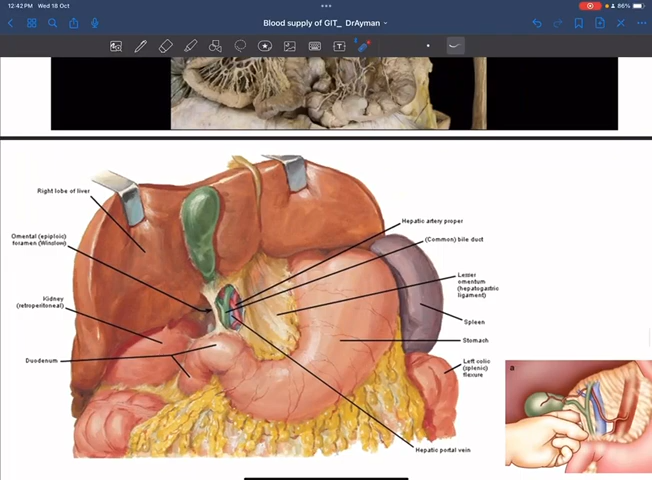 12:42 PM Wed 18 Oct
86%
Blood supply of GIT_ DrAyman
Right lobe of liver
Omental (epiploic)
foramen (Winslow)
Kidney
(retroperitoneal)
Duodenum
Hepatic artery proper
(Common) bile duct
Lesser
omentum
(hepatogastric
ligament)
Spleen
Stomach
Left colic
(splenic)
flexure
Hepatic portal vein
a